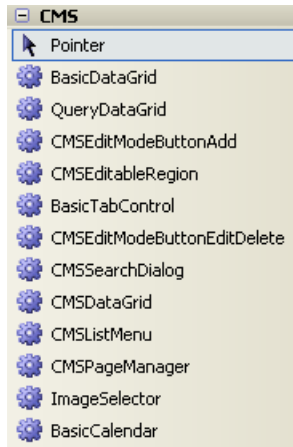 CMS
Pointer
BasicDataGrid
QueryDataGrid
CMSEditModeButtonAdd
CMSEditableRegion
BasicTabControl
CMSEditModeButtonEditDelete
CMSSearchDialog
CMSDataGrid
CMSListMenu
CMSPageManager
ImageSelector
BasicCalendar